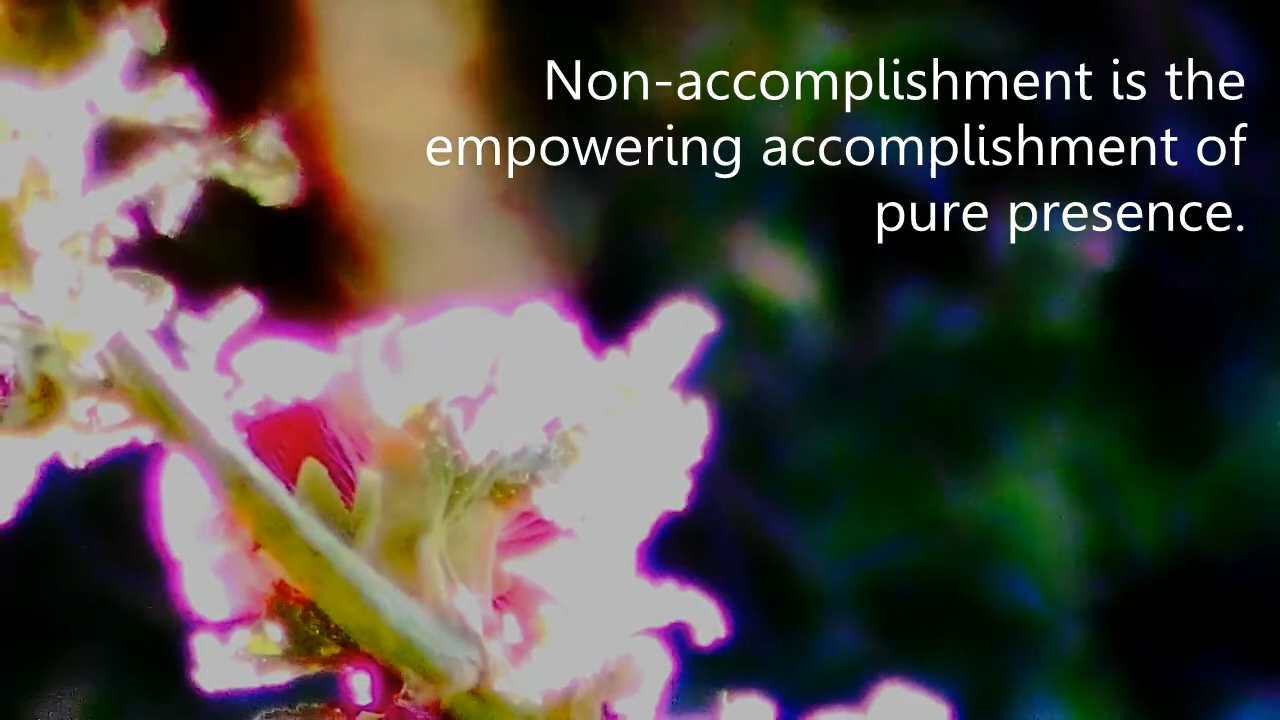 Non-accomplishment is the
empowering accomplishment of
pure presence.